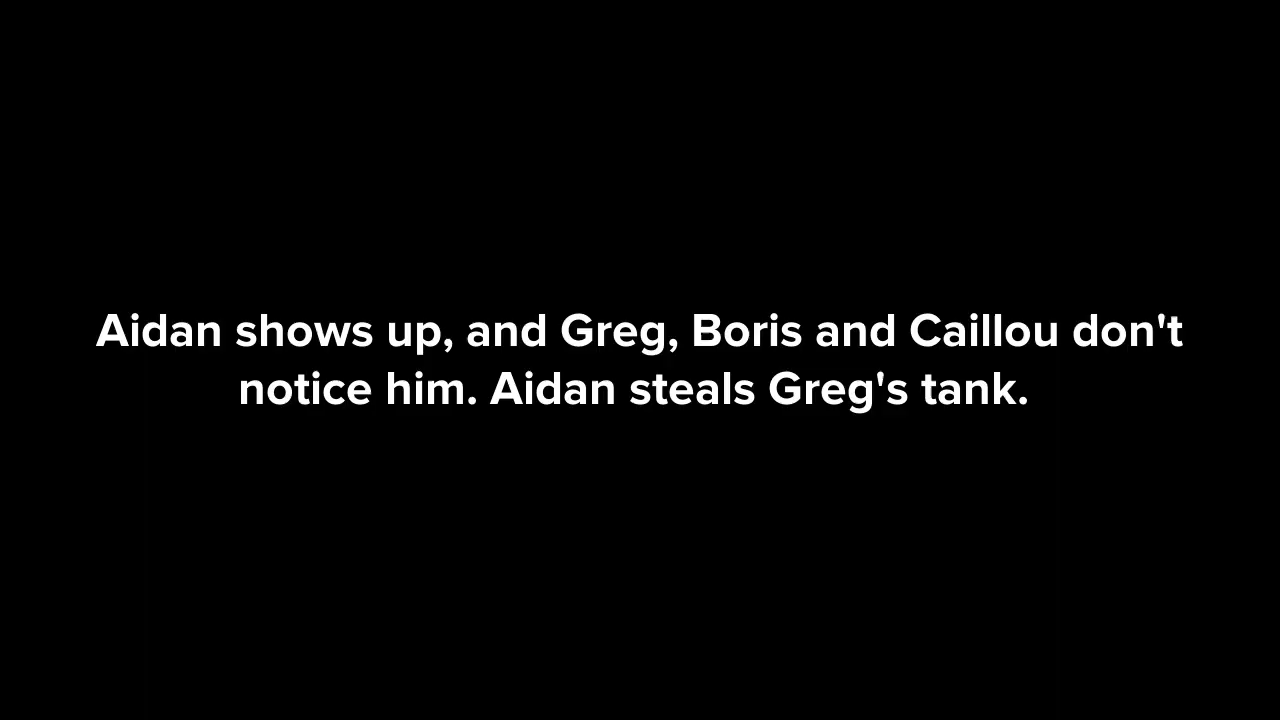 Aidan shows up, and Greg, Boris and Caillou don't
notice him. Aidan steals Greg's tank.